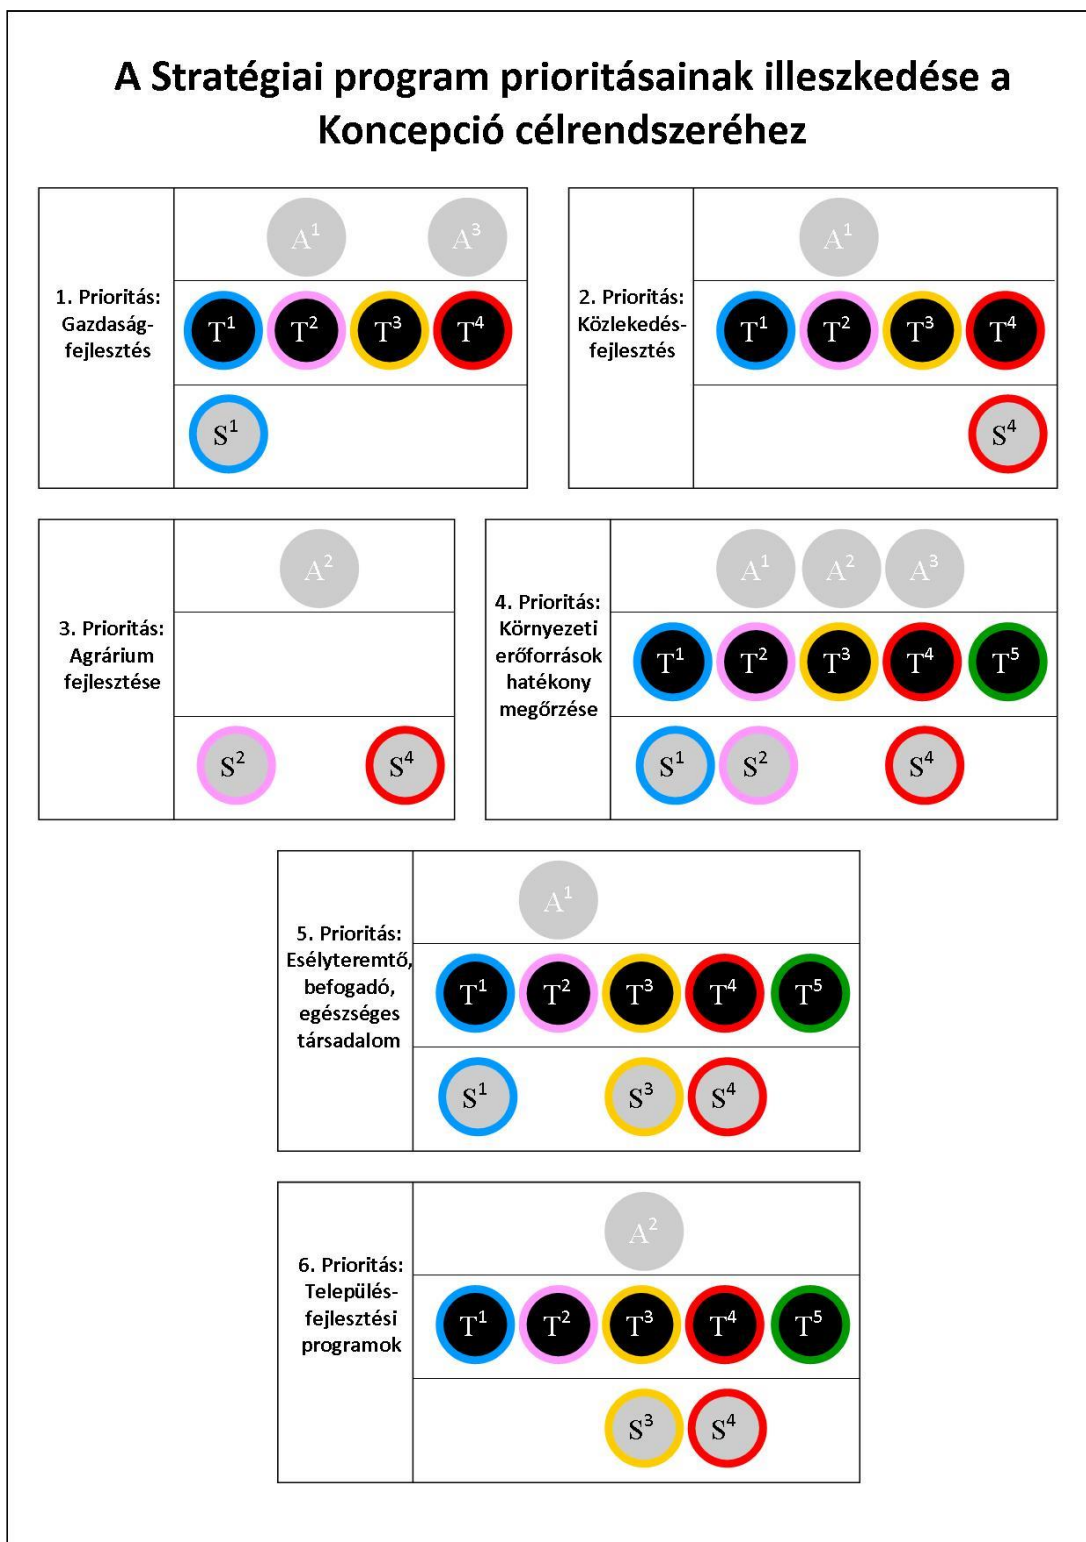 A Stratégiai program prioritásainak illeszkedése a
Koncepció célrendszeréhez
1. Prioritás:
Gazdaság-
fejlesztés
A¹ A³
T¹ T² T³ T⁴
S¹
2. Prioritás:
Közlekedés-
fejlesztés
A¹
T¹ T² T³ T⁴
S⁴
3. Prioritás:
Agrárium
fejlesztése
A²
S² S⁴
4. Prioritás:
Környezeti
erőforrások
hatékony
megőrzése
A¹ A² A³
T¹ T² T³ T⁴ T⁵
S¹ S² S⁴
5. Prioritás:
Esélyteremtő,
befogadó,
egészséges
társadalom
A¹
T¹ T² T³ T⁴ T⁵
S¹ S³ S⁴
6. Prioritás:
Település-
fejlesztési
programok
A²
T¹ T² T³ T⁴ T⁵
S³ S⁴